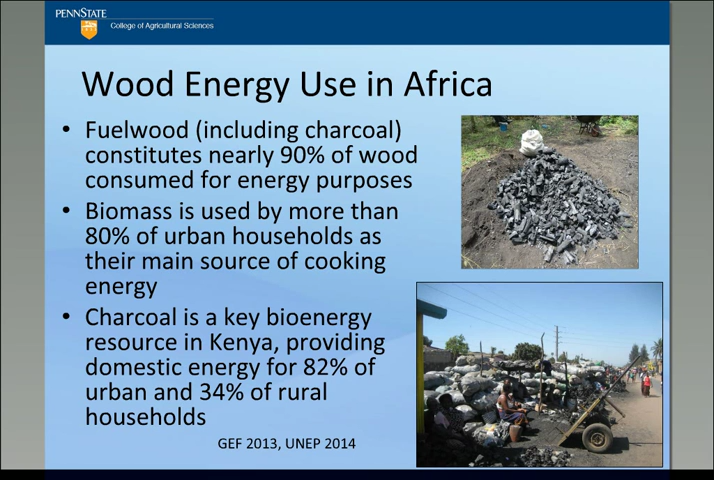 PENNSTATE
College of Agricultural Sciences
Wood Energy Use in Africa
• Fuelwood (including charcoal)
constitutes nearly 90% of wood
consumed for energy purposes
• Biomass is used by more than
80% of urban households as
their main source of cooking
energy
• Charcoal is a key bioenergy
resource in Kenya, providing
domestic energy for 82% of
urban and 34% of rural
households
GEF 2013, UNEP 2014